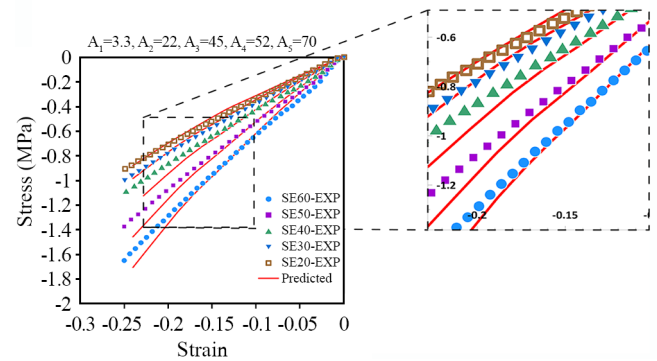 A1=3.3, A2=22, A3=45, A4=52, A5=70
0
-0.2
-0.4
-0.6
-0.8
-1
-1.2
-1.4
-1.6
-1.8
-2
Stress (MPa)
-0.3 -0.25 -0.2 -0.15 -0.1 -0.05 0
Strain
SE60-EXP
SE50-EXP
SE40-EXP
SE30-EXP
SE20-EXP
Predicted
-0.6
-0.8
-1
-1.2
-0.2 -0.15